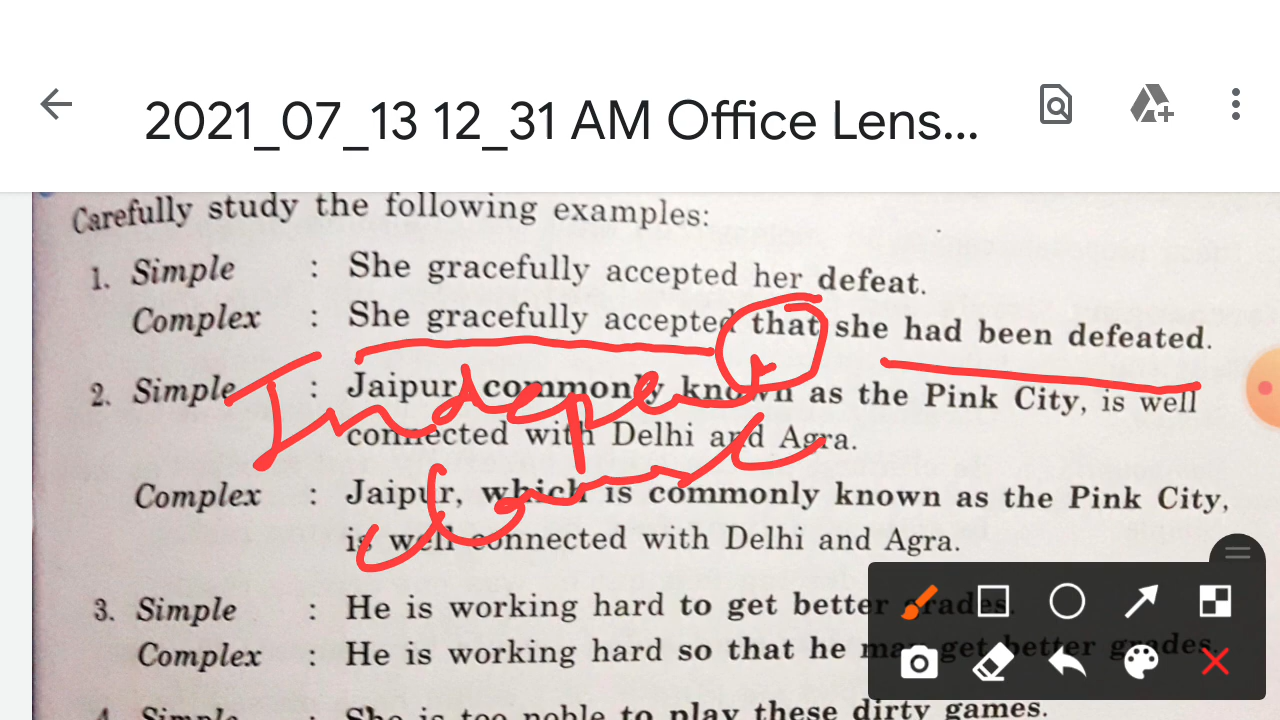 2021_07_13 12_31 AM Office Lens...
Carefully study the following examples:
1. Simple : She gracefully accepted her defeat.
Complex : She gracefully accepted that she had been defeated.
2. Simple : Jaipur, commonly known as the Pink City, is well
connected with Delhi and Agra.
Complex : Jaipur, which is commonly known as the Pink City,
is well connected with Delhi and Agra.
3. Simple : He is working hard to get better grades.
Complex : He is working hard so that he may get better grades.
4. Simple : She is too noble to play these dirty games.